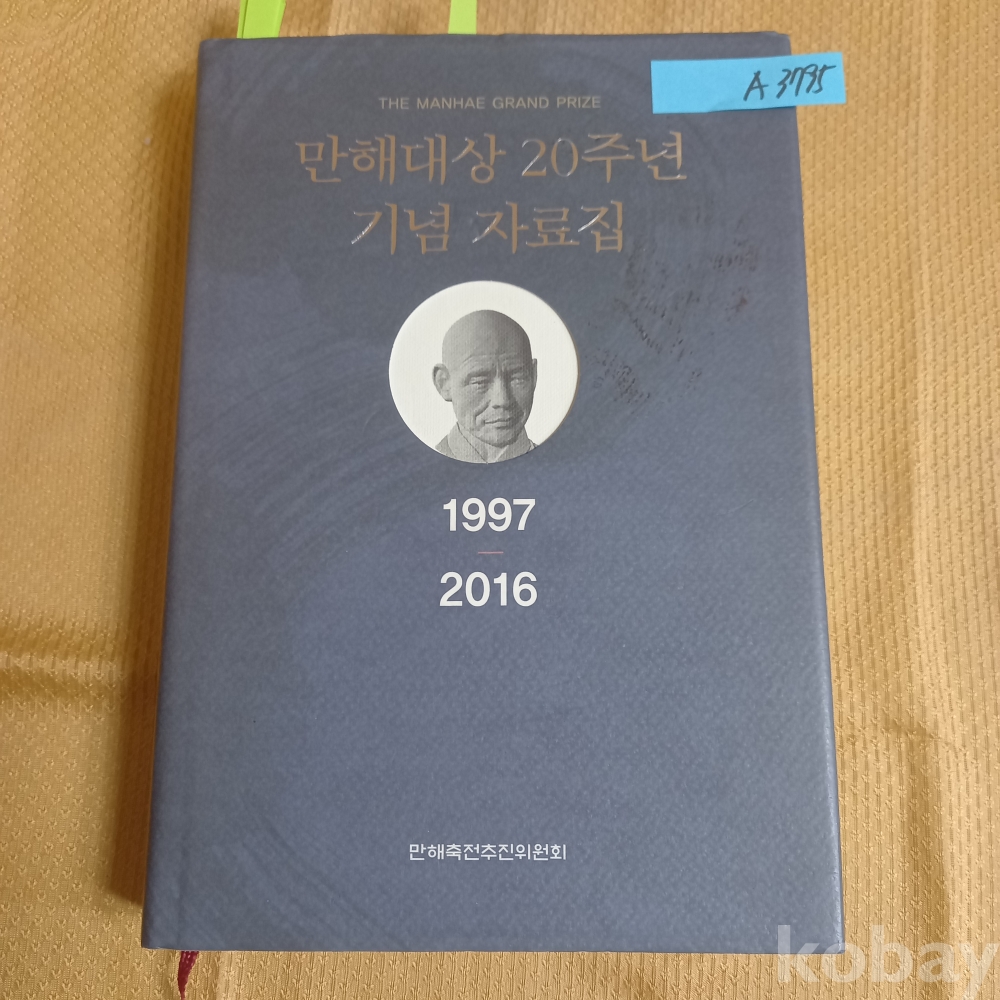 A 3795
THE MANHAE GRAND PRIZE
만해대상 20주년
기념 자료집
1997
2016
만해축전추진위원회
kobay